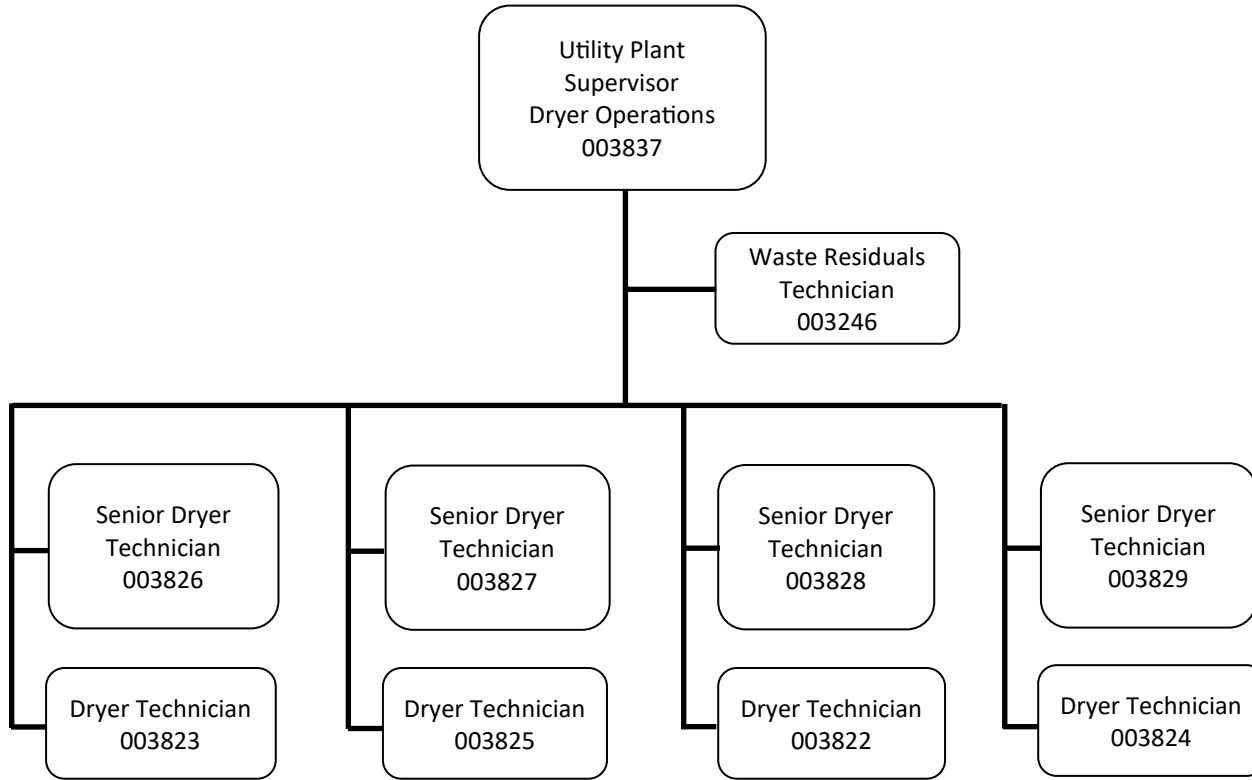 Utility Plant
Supervisor
Dryer Operations
003837
Waste Residuals
Technician
003246
Senior Dryer
Technician
003826
Senior Dryer
Technician
003827
Senior Dryer
Technician
003828
Senior Dryer
Technician
003829
Dryer Technician
003823
Dryer Technician
003825
Dryer Technician
003822
Dryer Technician
003824